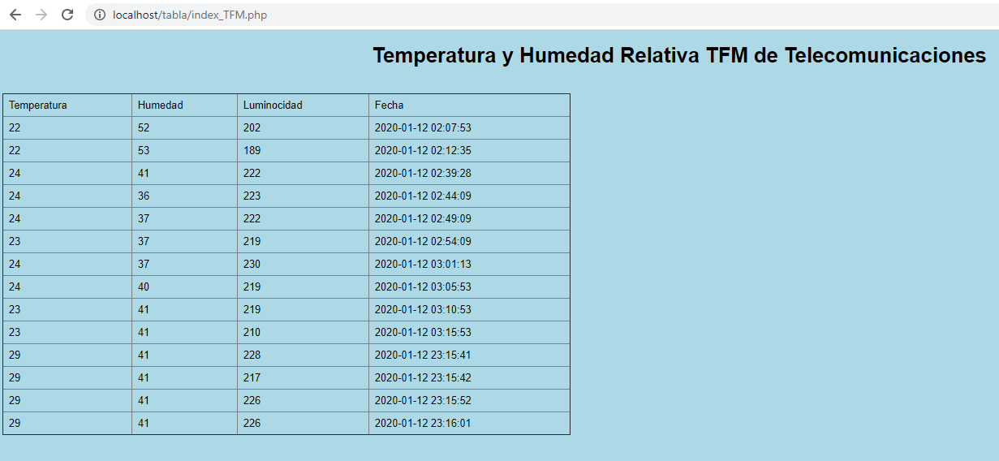 localhost/tabla/index_TFM.php
Temperatura y Humedad Relativa TFM de Telecomunicaciones
Temperatura Humedad Luminocidad Fecha
22 52 202 2020-01-12 02:07:53
22 53 189 2020-01-12 02:12:35
24 41 222 2020-01-12 02:39:28
24 36 223 2020-01-12 02:44:09
24 37 222 2020-01-12 02:49:09
23 37 219 2020-01-12 02:54:09
24 37 230 2020-01-12 03:01:13
24 40 219 2020-01-12 03:05:53
23 41 219 2020-01-12 03:10:53
23 41 210 2020-01-12 03:15:53
29 41 228 2020-01-12 23:15:41
29 41 217 2020-01-12 23:15:42
29 41 226 2020-01-12 23:15:52
29 41 226 2020-01-12 23:16:01